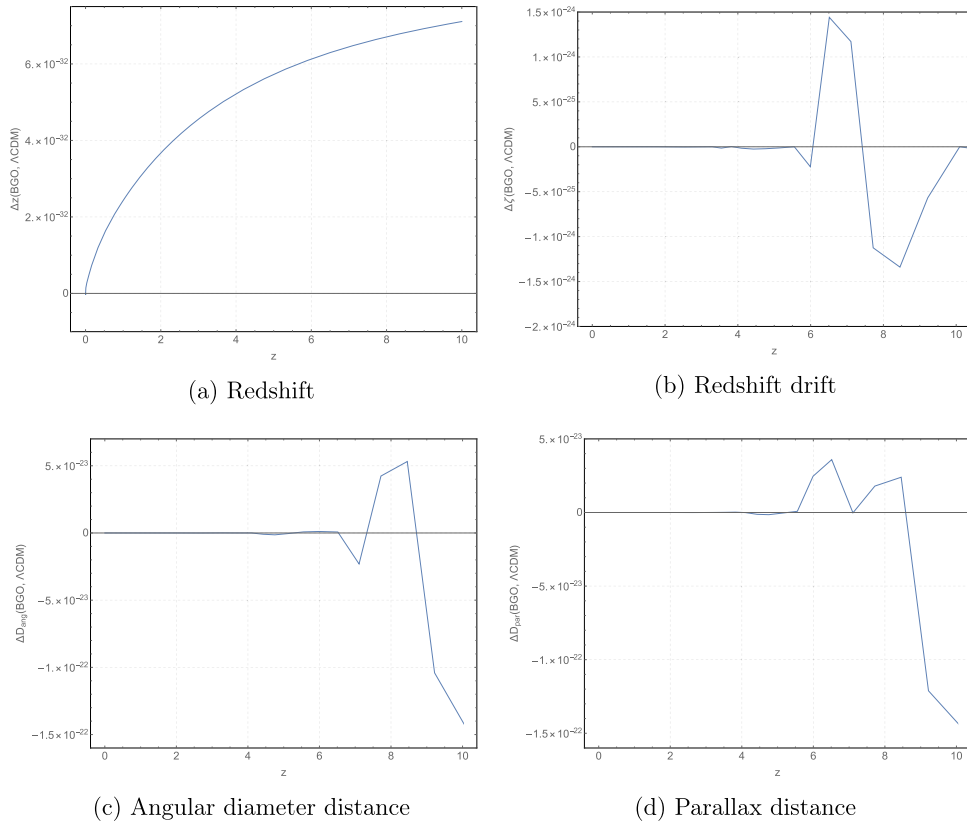 6.×10⁻³²
4.×10⁻³²
2.×10⁻³²
0
Δz(BGO, ΛCDM)
0 2 4 6 8 10
z
(a) Redshift
1.5×10⁻²⁴
1.×10⁻²⁴
5.×10⁻²⁵
0
-5.×10⁻²⁵
-1.×10⁻²⁴
-1.5×10⁻²⁴
-2.×10⁻²⁴
Δζ(BGO, ΛCDM)
0 2 4 6 8 10
z
(b) Redshift drift
5.×10⁻²³
0
-5.×10⁻²³
-1.×10⁻²²
-1.5×10⁻²²
ΔD_ang(BGO, ΛCDM)
0 2 4 6 8 10
z
(c) Angular diameter distance
5.×10⁻²³
0
-5.×10⁻²³
-1.×10⁻²²
-1.5×10⁻²²
ΔD_par(BGO, ΛCDM)
0 2 4 6 8 10
z
(d) Parallax distance